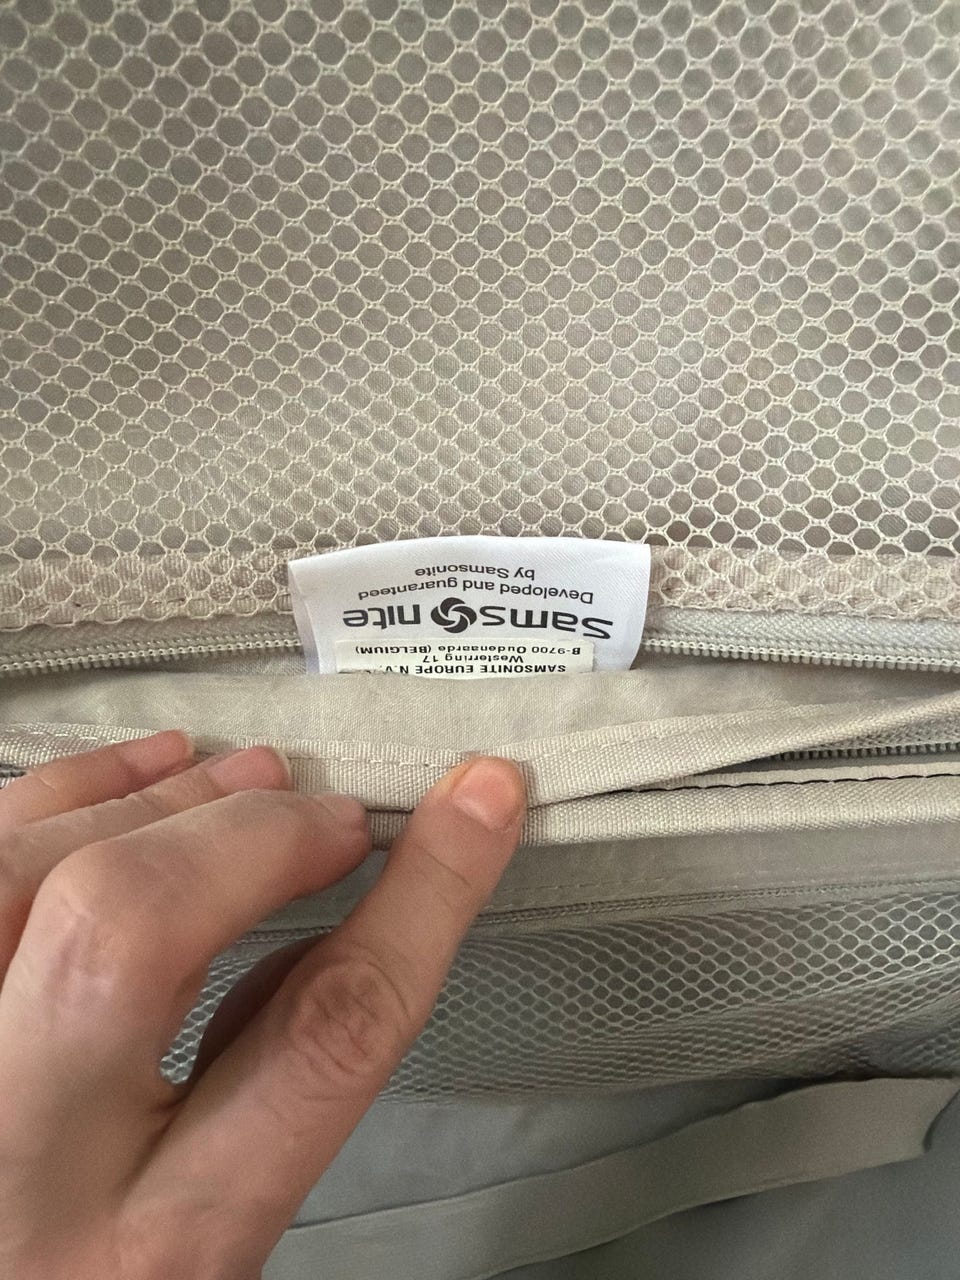 SAMSONITE EUROPE N.V.
Westerring 17
B-9700 Oudenaarde (BELGIUM)
Samsonite
Developed and guaranteed
by Samsonite